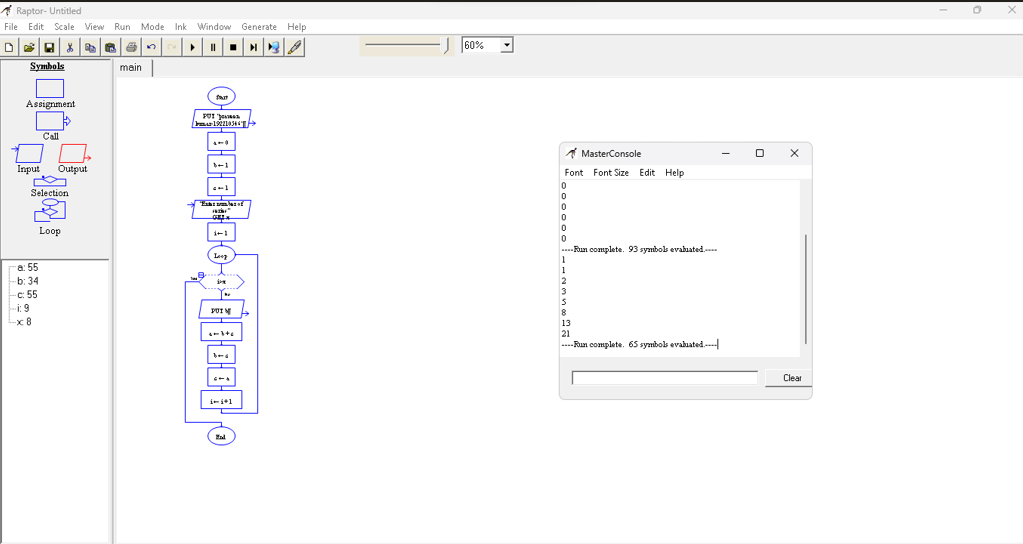 Raptor- Untitled
File Edit Scale View Run Mode Ink Window Generate Help
60%
Symbols
main
Assignment
Call
Input Output
Selection
Loop
a: 55
b: 34
c: 55
i: 9
x: 8
Start
PUT
a ← 0
b ← 1
c ← 1
"Enter number of
series"
GET x
i ← 1
Loop
i>x
Yes
No
PUT b¶
a ← b + c
b ← c
c ← a
i ← i + 1
End
MasterConsole
Font Font Size Edit Help
0
0
0
0
0
0
----Run complete. 93 symbols evaluated.----
1
1
2
3
5
8
13
21
----Run complete. 65 symbols evaluated.----
Clear